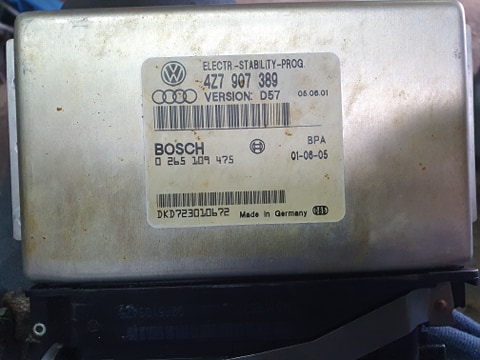 ELECTR.-STABILITY-PROG.
4Z7 907 389
VERSION: D57 05.06.01
BOSCH BPA
0 265 109 475 01-06-05
DKD723010672 Made in Germany